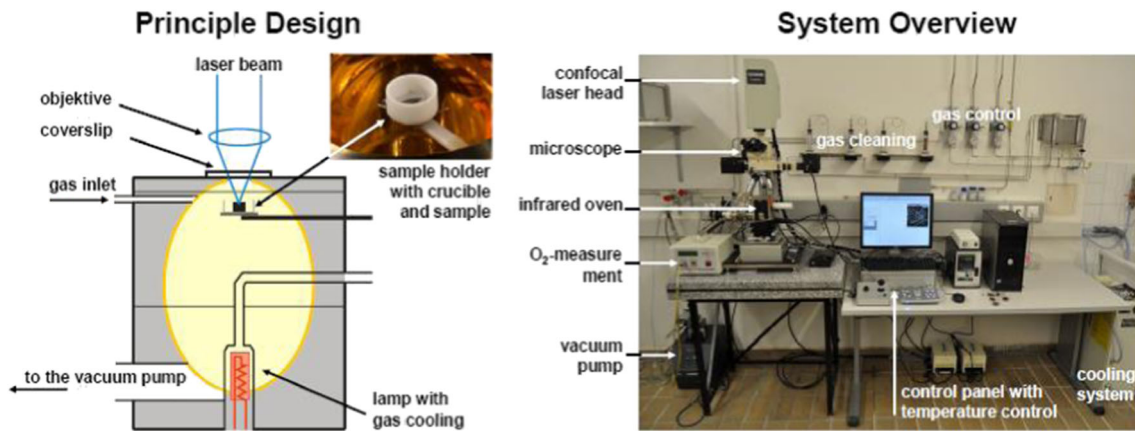 Principle Design
laser beam
objektive
coverslip
gas inlet
sample holder
with crucible
and sample
to the vacuum pump
lamp with
gas cooling
System Overview
confocal
laser head
microscope
infrared oven
O₂-measure
ment
vacuum
pump
gas cleaning
gas control
control panel with
temperature control
cooling
system